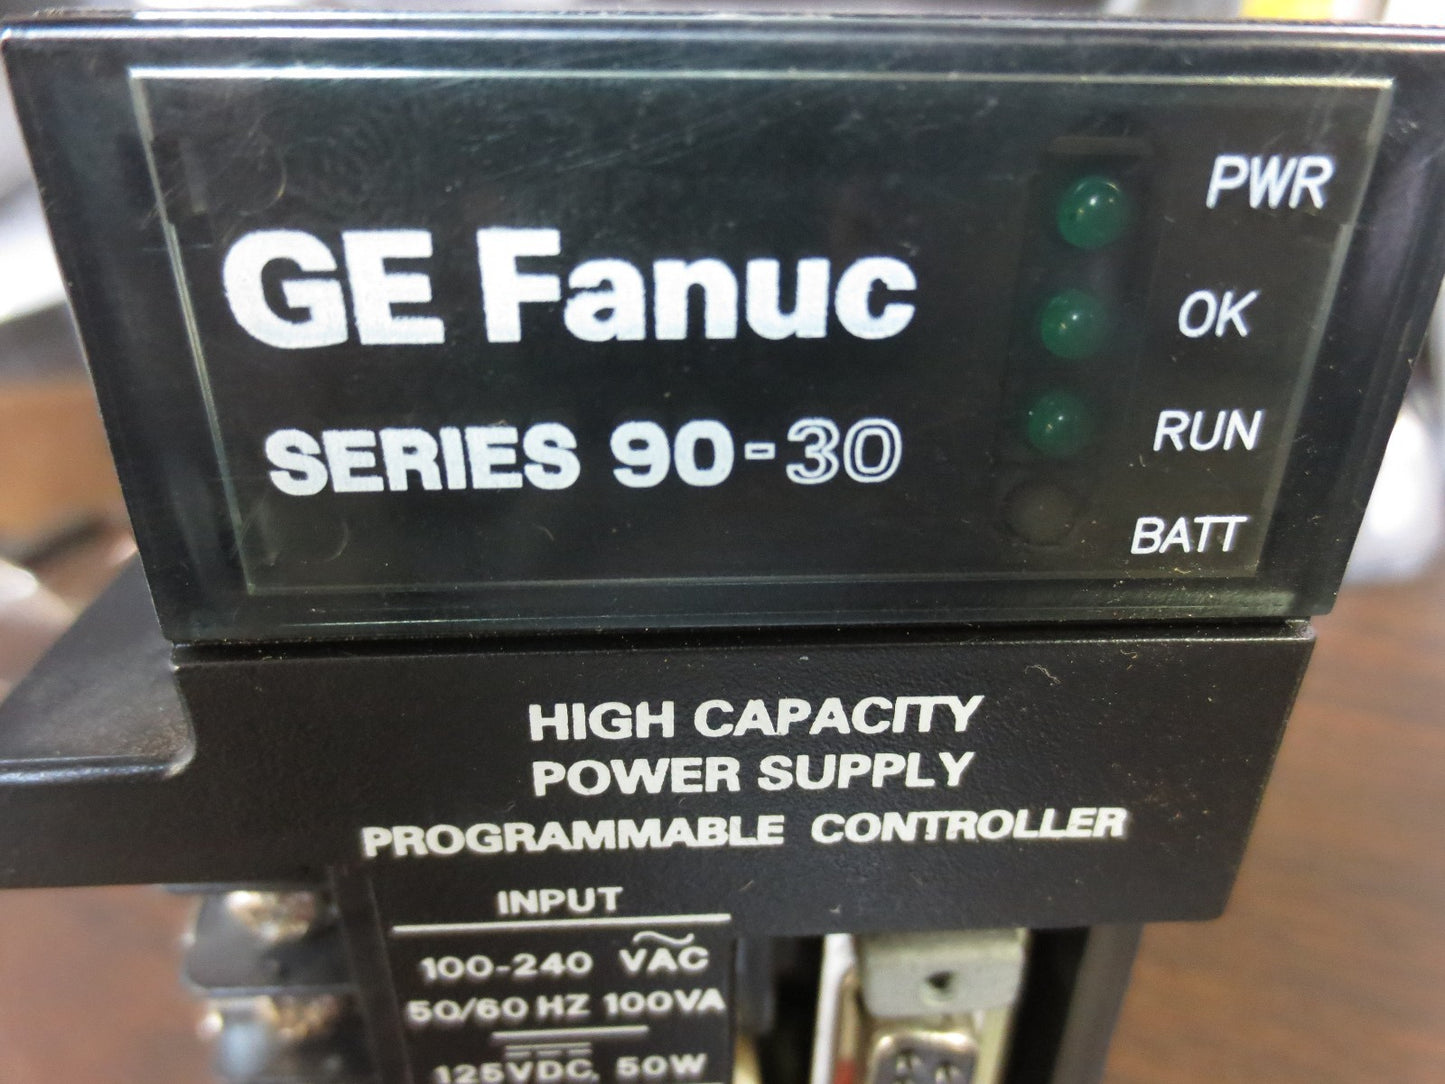 GE Fanuc
SERIES 90-30
PWR
OK
RUN
BATT
HIGH CAPACITY
POWER SUPPLY
PROGRAMMABLE CONTROLLER
INPUT
100-240 VAC
50/60 HZ 100VA
125VDC, 50W